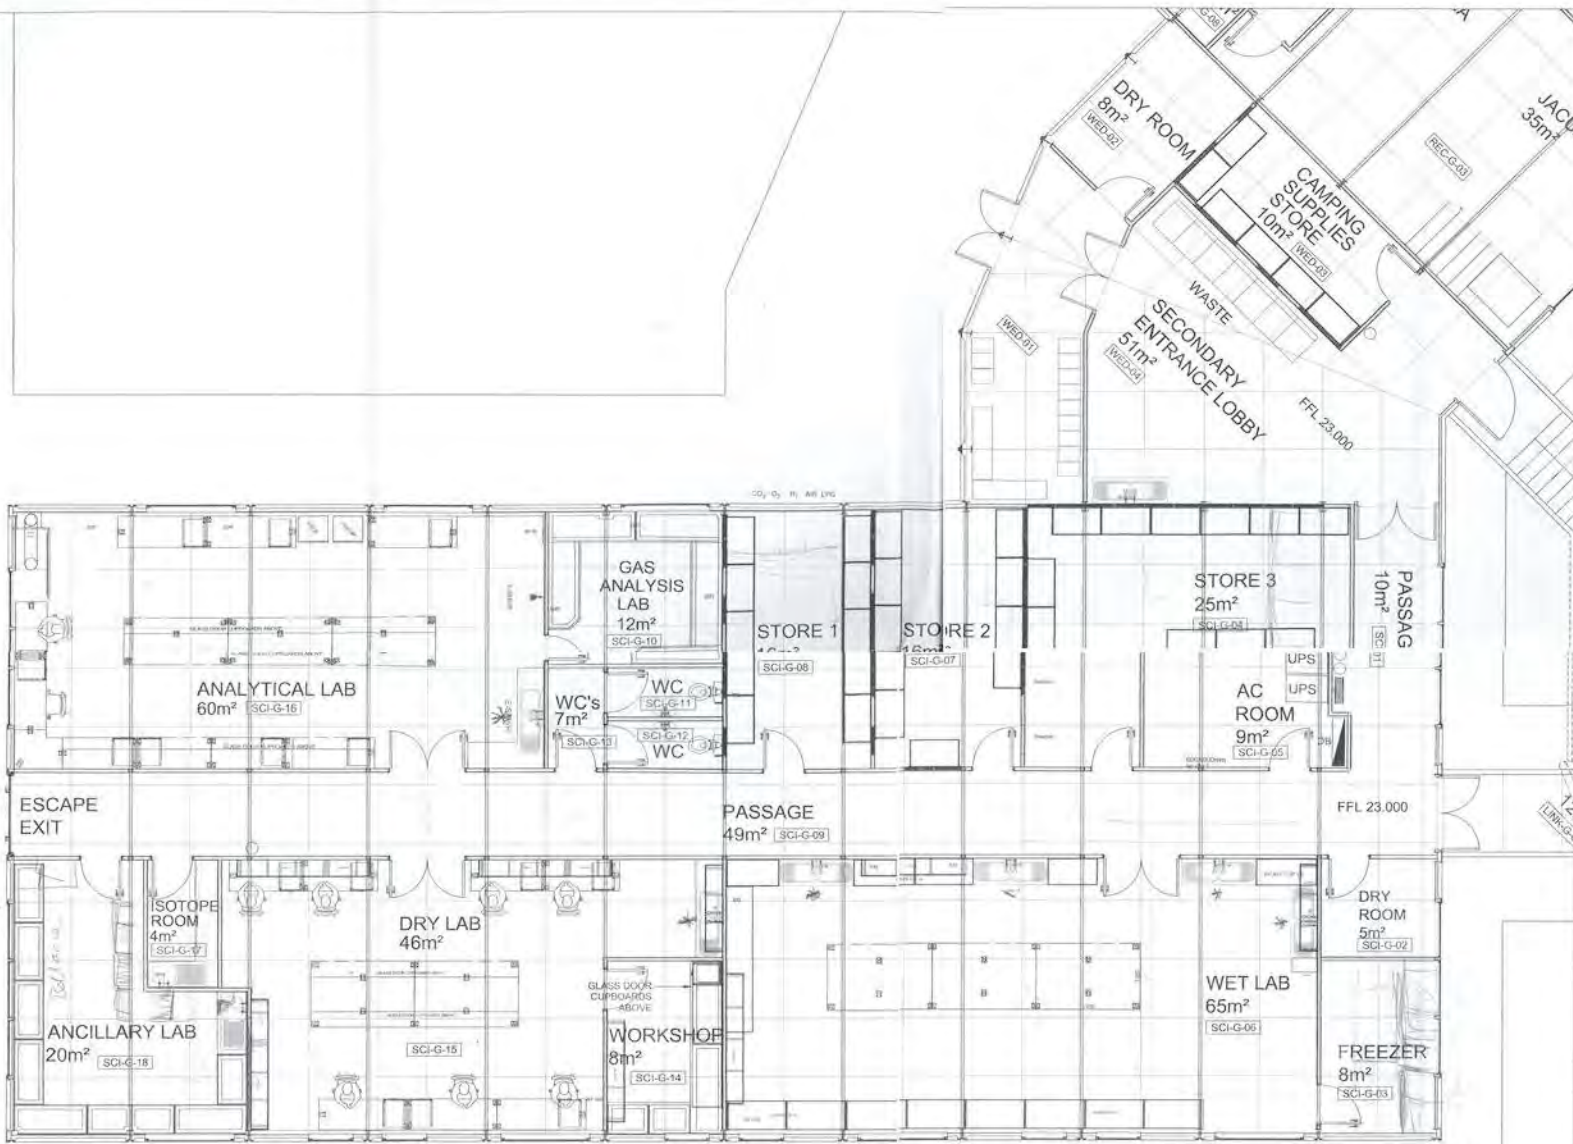 DRY ROOM
8m²
WED-02
CAMPING
SUPPLIES
STORE
10m²
WED-03
REC-G-03
35m²
WED-01
WASTE
SECONDARY
ENTRANCE LOBBY
51m²
WED-04
FFL 23.000
GAS
ANALYSIS
LAB
12m²
SCI-G-10
STORE 1
SCI-G-08
STORE 2
16m²
SCI-G-07
STORE 3
25m²
SCI-G-04
PASSAG
10m²
ANALYTICAL LAB
60m² SCI-G-16
WC's
7m²
SCI-G-13
WC
SCI-G-11
SCI-G-12
WC
UPS
UPS
AC
ROOM
9m²
SCI-G-05
DB
ESCAPE
EXIT
PASSAGE
49m² SCI-G-09
FFL 23.000
ISOTOPE
ROOM
4m²
SCI-G-17
DRY LAB
46m²
SCI-G-15
DRY
ROOM
5m²
SCI-G-02
GLASS DOOR
CUPBOARDS
ABOVE
WORKSHOP
8m²
SCI-G-14
WET LAB
65m²
SCI-G-06
ANCILLARY LAB
20m² SCI-G-18
FREEZER
8m²
SCI-G-03